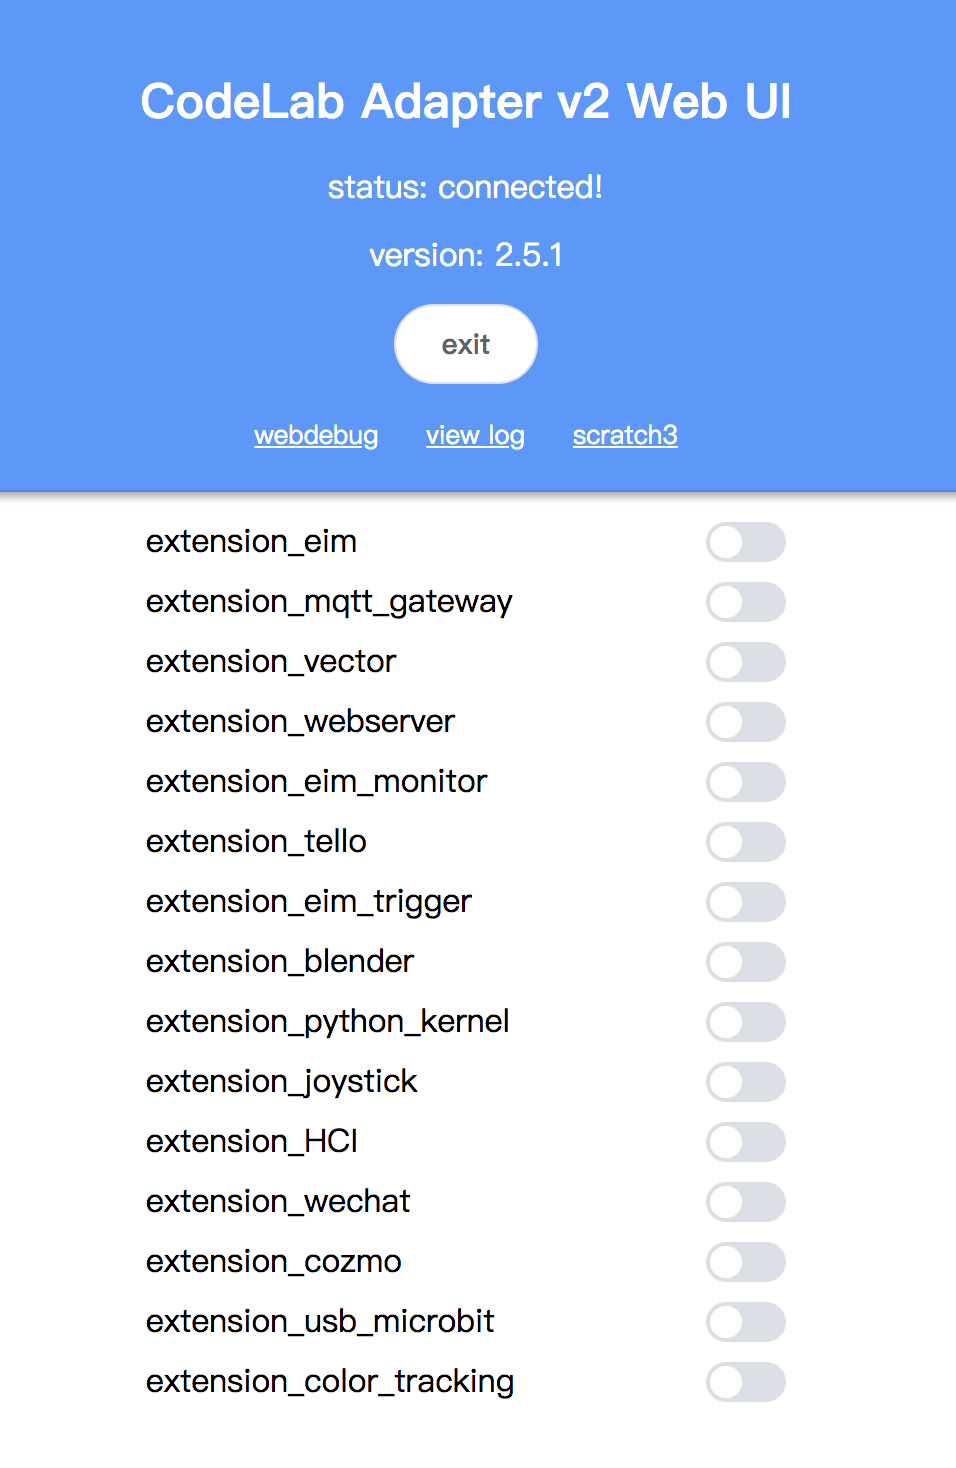 CodeLab Adapter v2 Web UI
status: connected!
version: 2.5.1
exit
webdebug view log scratch3
extension_eim
extension_mqtt_gateway
extension_vector
extension_webserver
extension_eim_monitor
extension_tello
extension_eim_trigger
extension_blender
extension_python_kernel
extension_joystick
extension_HCI
extension_wechat
extension_cozmo
extension_usb_microbit
extension_color_tracking